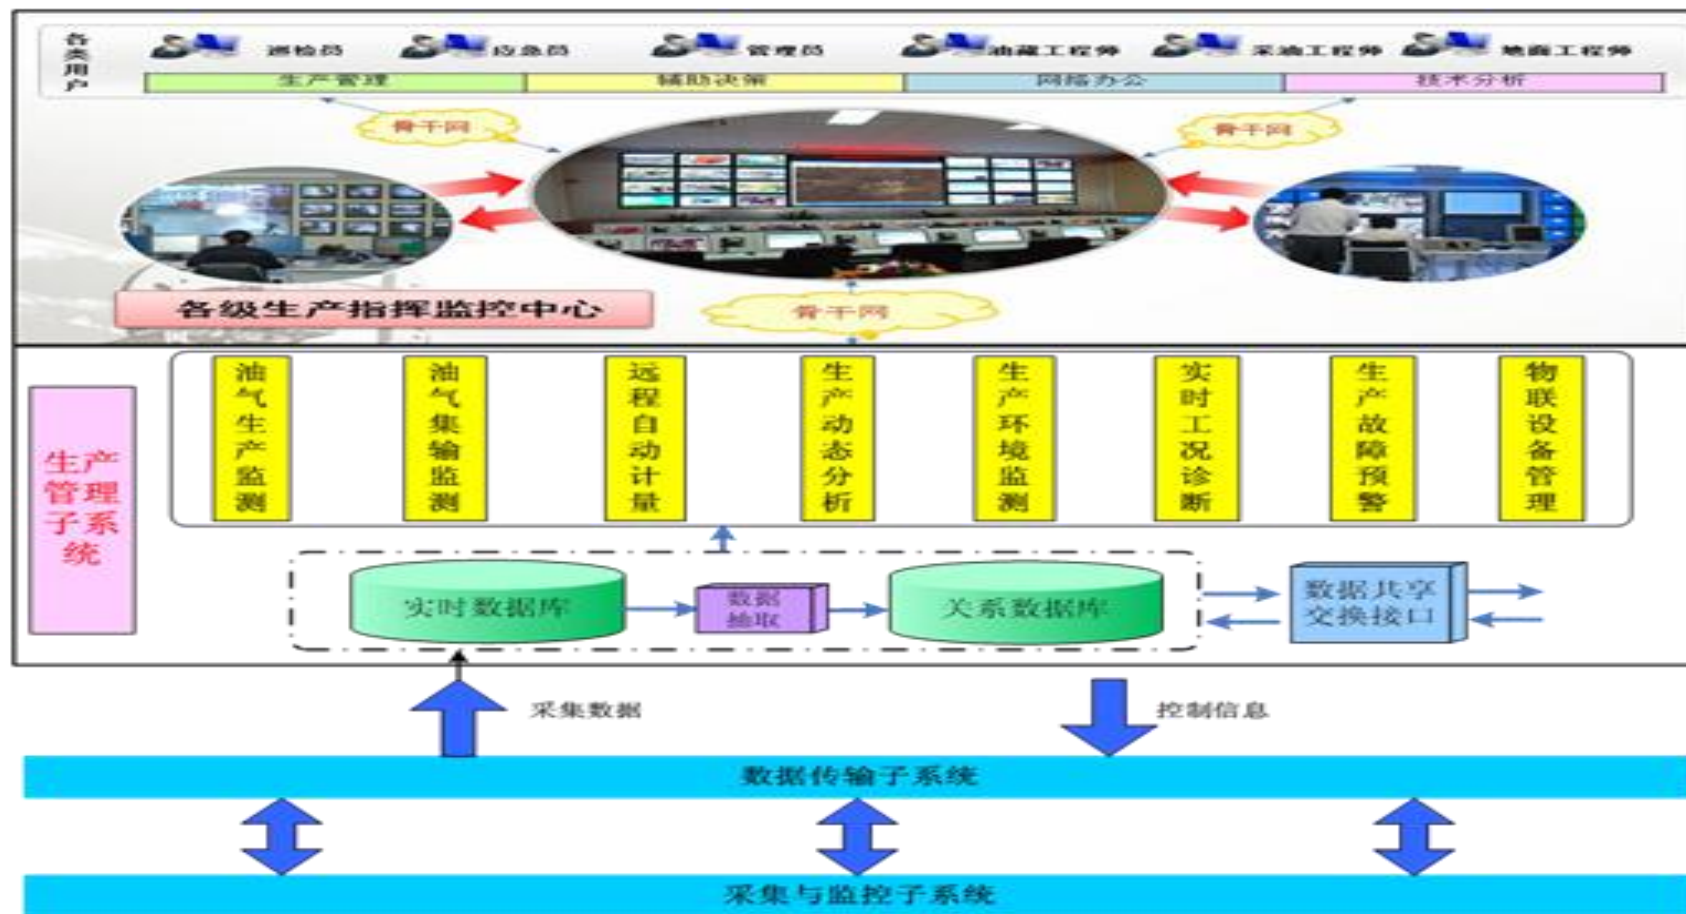 各类用户
巡检员 应急员 管理员 油藏工程师 采油工程师 地面工程师
生产管理 辅助决策 网络办公 技术分析
骨干网 骨干网
各级生产指挥监控中心
骨干网
生产管理子系统
油气生产监测
油气集输监测
远程自动计量
生产动态分析
生产环境监测
实时工况诊断
生产故障预警
物联设备管理
实时数据库
数据
抽取
关系数据库
数据共享
交换接口
采集数据
控制信息
数据传输子系统
采集与监控子系统